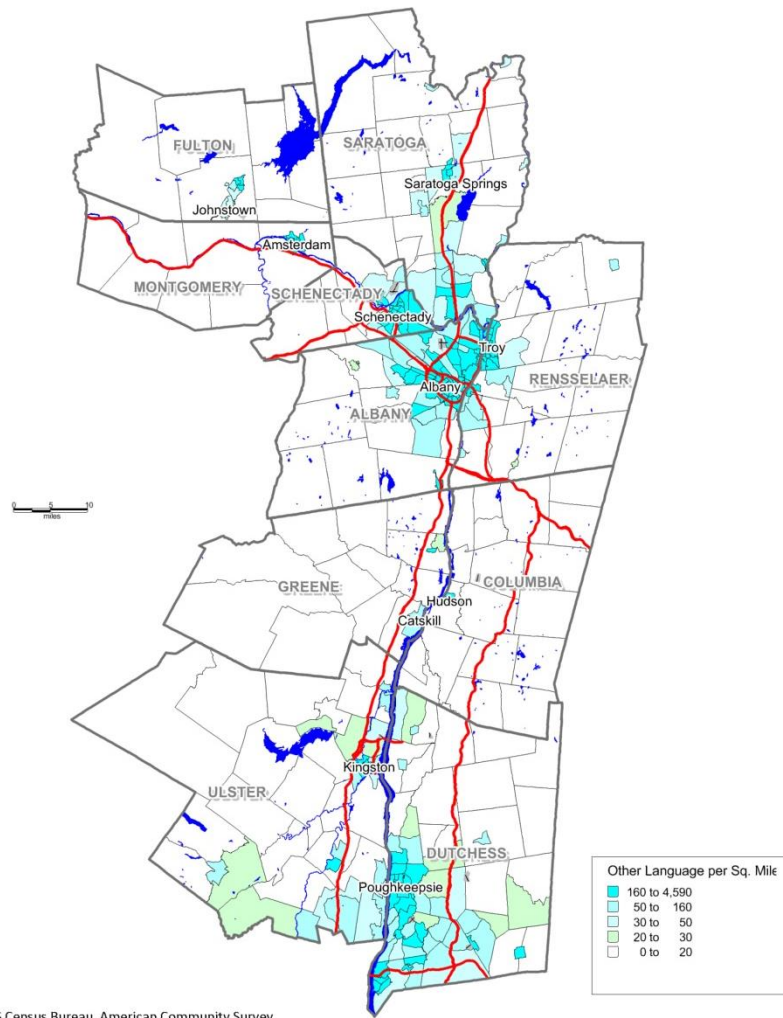 FULTON
SARATOGA
Saratoga Springs
Johnstown
Amsterdam
MONTGOMERY
SCHENECTADY
Schenectady
Troy
Albany
RENSSELAER
ALBANY
0 5 10
miles
GREENE
COLUMBIA
Hudson
Catskill
Kingston
ULSTER
DUTCHESS
Poughkeepsie
Other Language per Sq. Mile
160 to 4,590
50 to 160
30 to 50
20 to 30
0 to 20
Census Bureau, American Community Survey